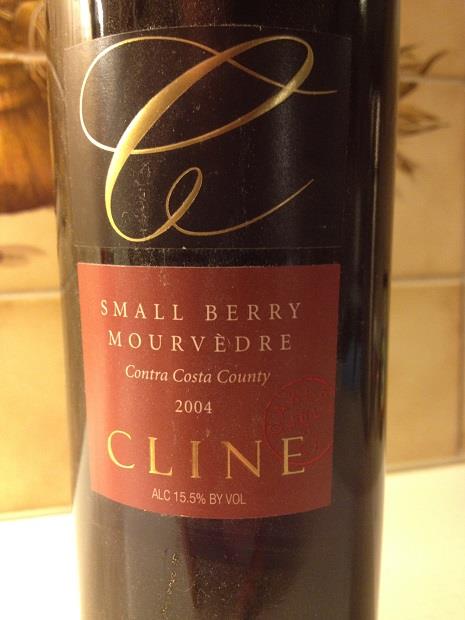 C
SMALL BERRY
MOURVÈDRE
Contra Costa County
2004
CLINE
ALC 15.5% BY VOL